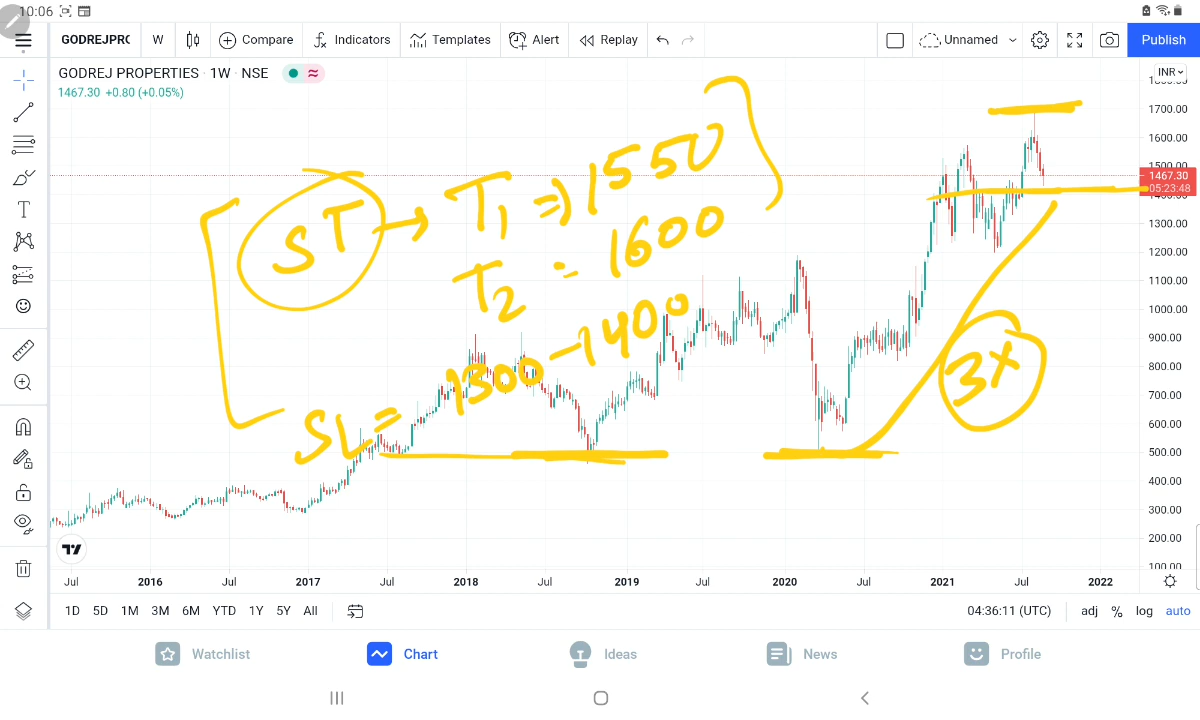 10:06
GODREJPRC W Compare Indicators Templates Alert Replay Unnamed Publish
GODREJ PROPERTIES · 1W · NSE
1467.30 +0.80 (+0.05%)
INR
1700.00
1600.00
1500.00
1467.30
05:23:48
1400.00
1300.00
1200.00
1100.00
1000.00
900.00
800.00
700.00
600.00
500.00
400.00
300.00
200.00
100.00
ST → T1 ⇒ 1550
T2 = 1600
SL = 1300-1400
3x
Jul 2016 Jul 2017 Jul 2018 Jul 2019 Jul 2020 Jul 2021 Jul 2022
1D 5D 1M 3M 6M YTD 1Y 5Y All 04:36:11 (UTC) adj % log auto
Watchlist Chart Ideas News Profile